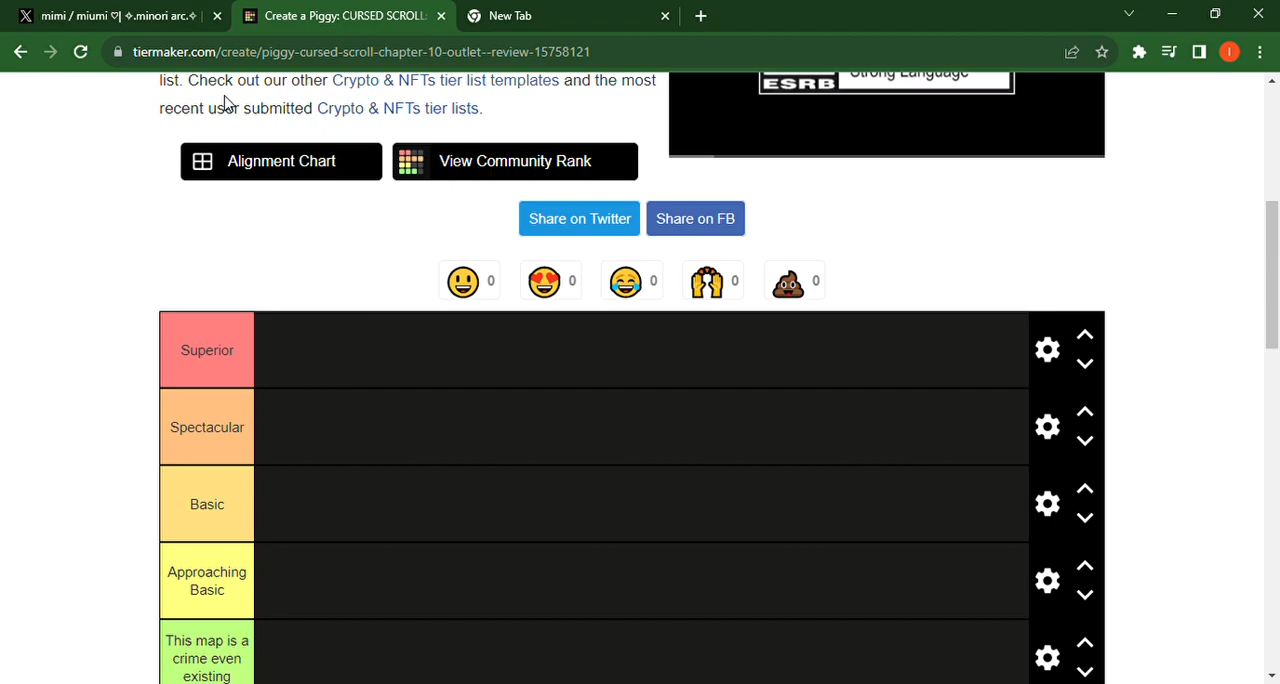 mimi / miumi ♡| ✧.minori arc.✧
Create a Piggy: CURSED SCROLL:
New Tab
tiermaker.com/create/piggy-cursed-scroll-chapter-10-outlet--review-15758121
I
list. Check out our other Crypto & NFTs tier list templates and the most
recent user submitted Crypto & NFTs tier lists.
Strong Language
ESRB
Alignment Chart
View Community Rank
Share on Twitter
Share on FB
0
0
0
0
0
Superior
Spectacular
Basic
Approaching
Basic
This map is a
crime even
existing